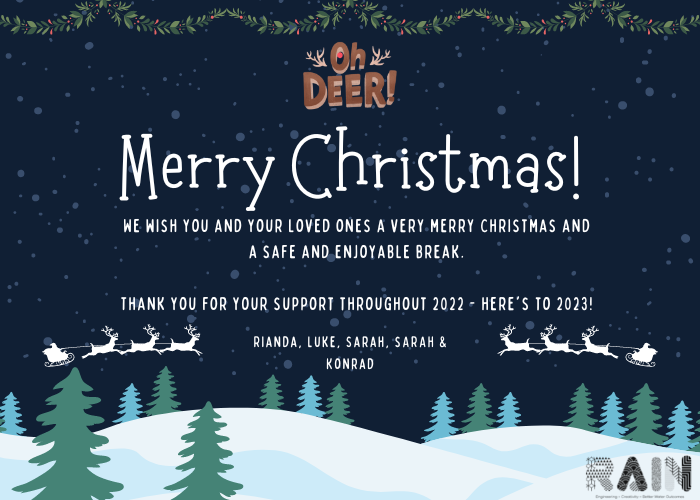 Oh
DEER!
Merry Christmas!
WE WISH YOU AND YOUR LOVED ONES A VERY MERRY CHRISTMAS AND
A SAFE AND ENJOYABLE BREAK.
THANK YOU FOR YOUR SUPPORT THROUGHOUT 2022 - HERE'S TO 2023!
RIANDA, LUKE, SARAH, SARAH &
KONRAD
RAIN
Engineering + Creativity = Better Water Outcomes